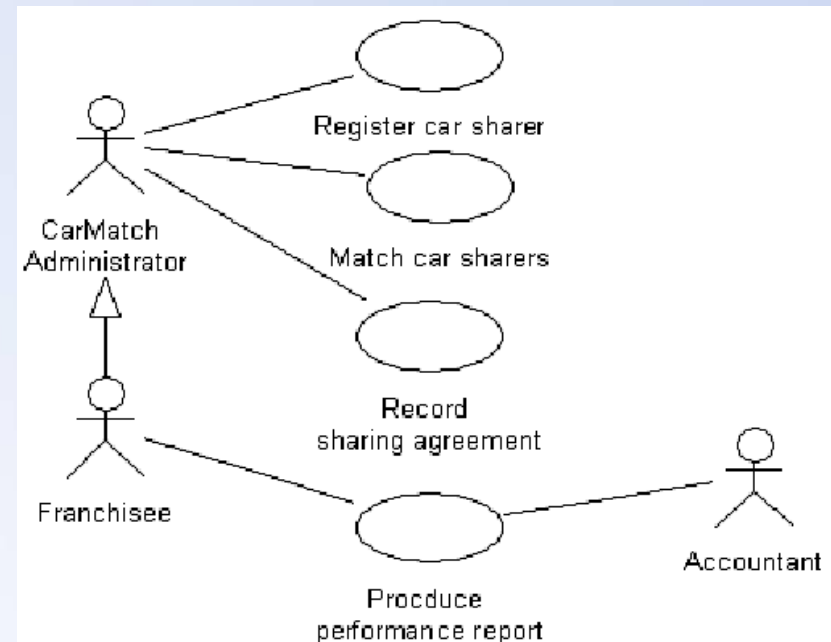 Register car sharer
CarMatch
Administrator
Match car sharers
Record
sharing agreement
Franchisee
Accountant
Procduce
performance report